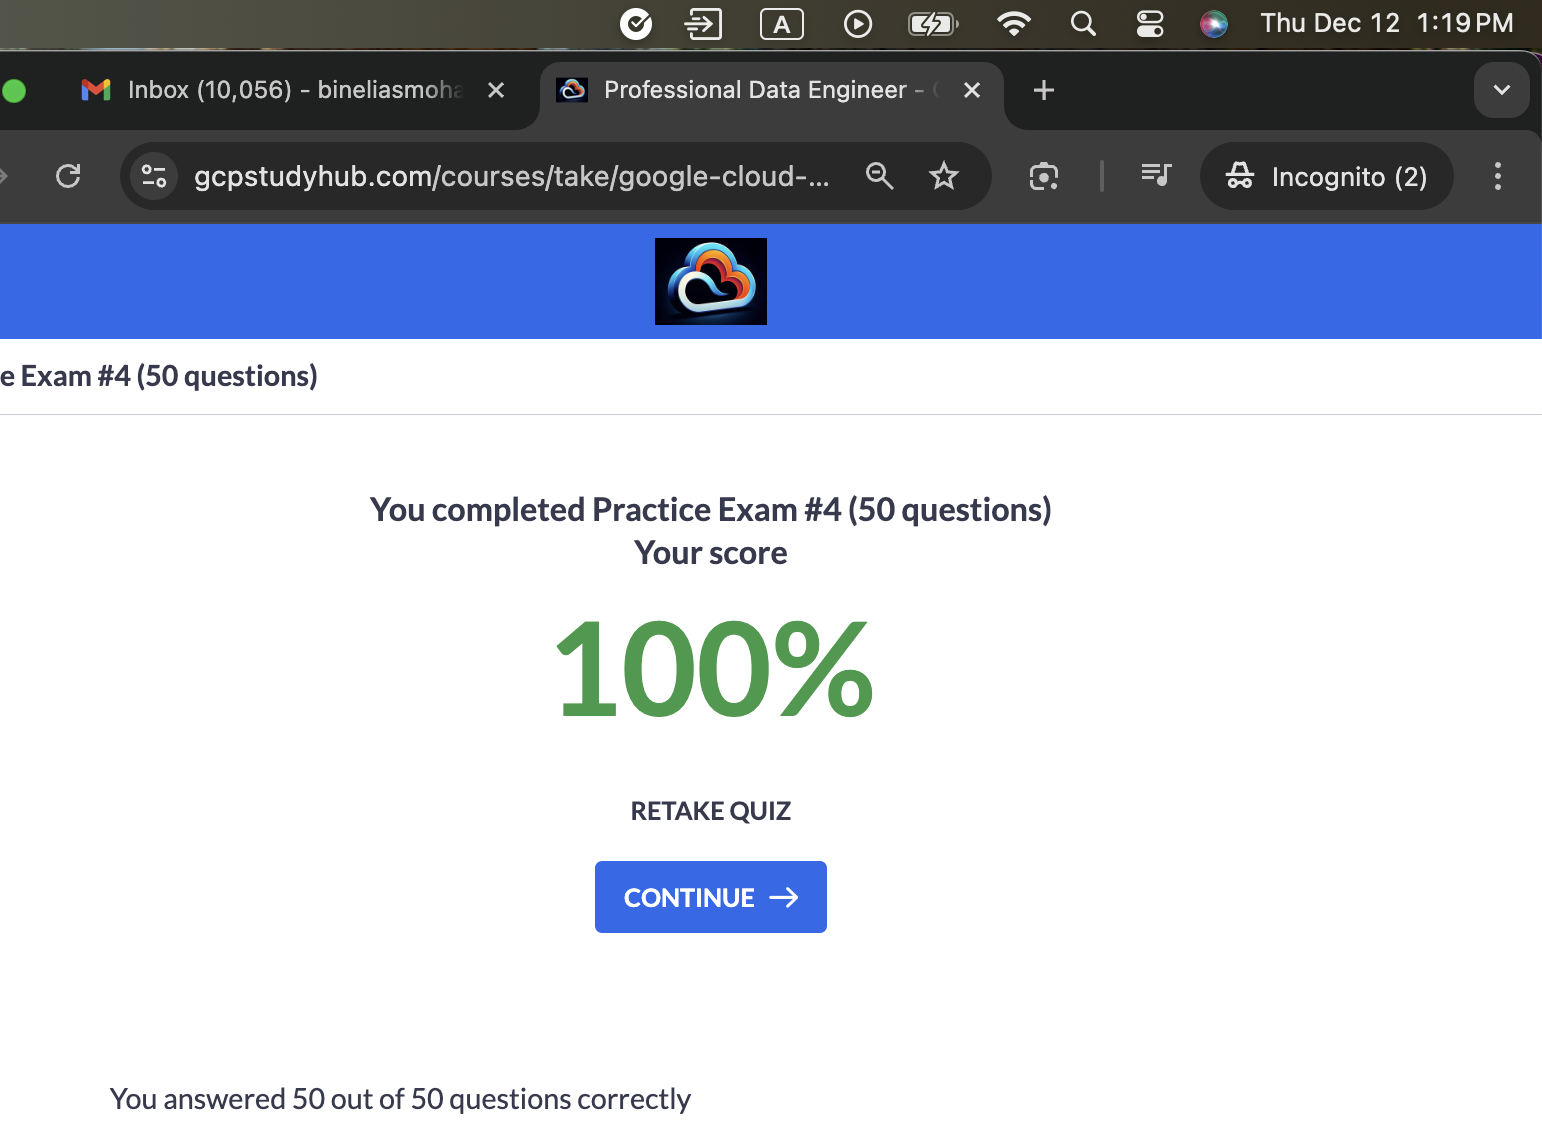 A
Thu Dec 12 1:19 PM
Inbox (10,056) - bineliasmoha
Professional Data Engineer -
gcpstudyhub.com/courses/take/google-cloud-...
Incognito (2)
e Exam #4 (50 questions)
You completed Practice Exam #4 (50 questions)
Your score
100%
RETAKE QUIZ
CONTINUE →
You answered 50 out of 50 questions correctly